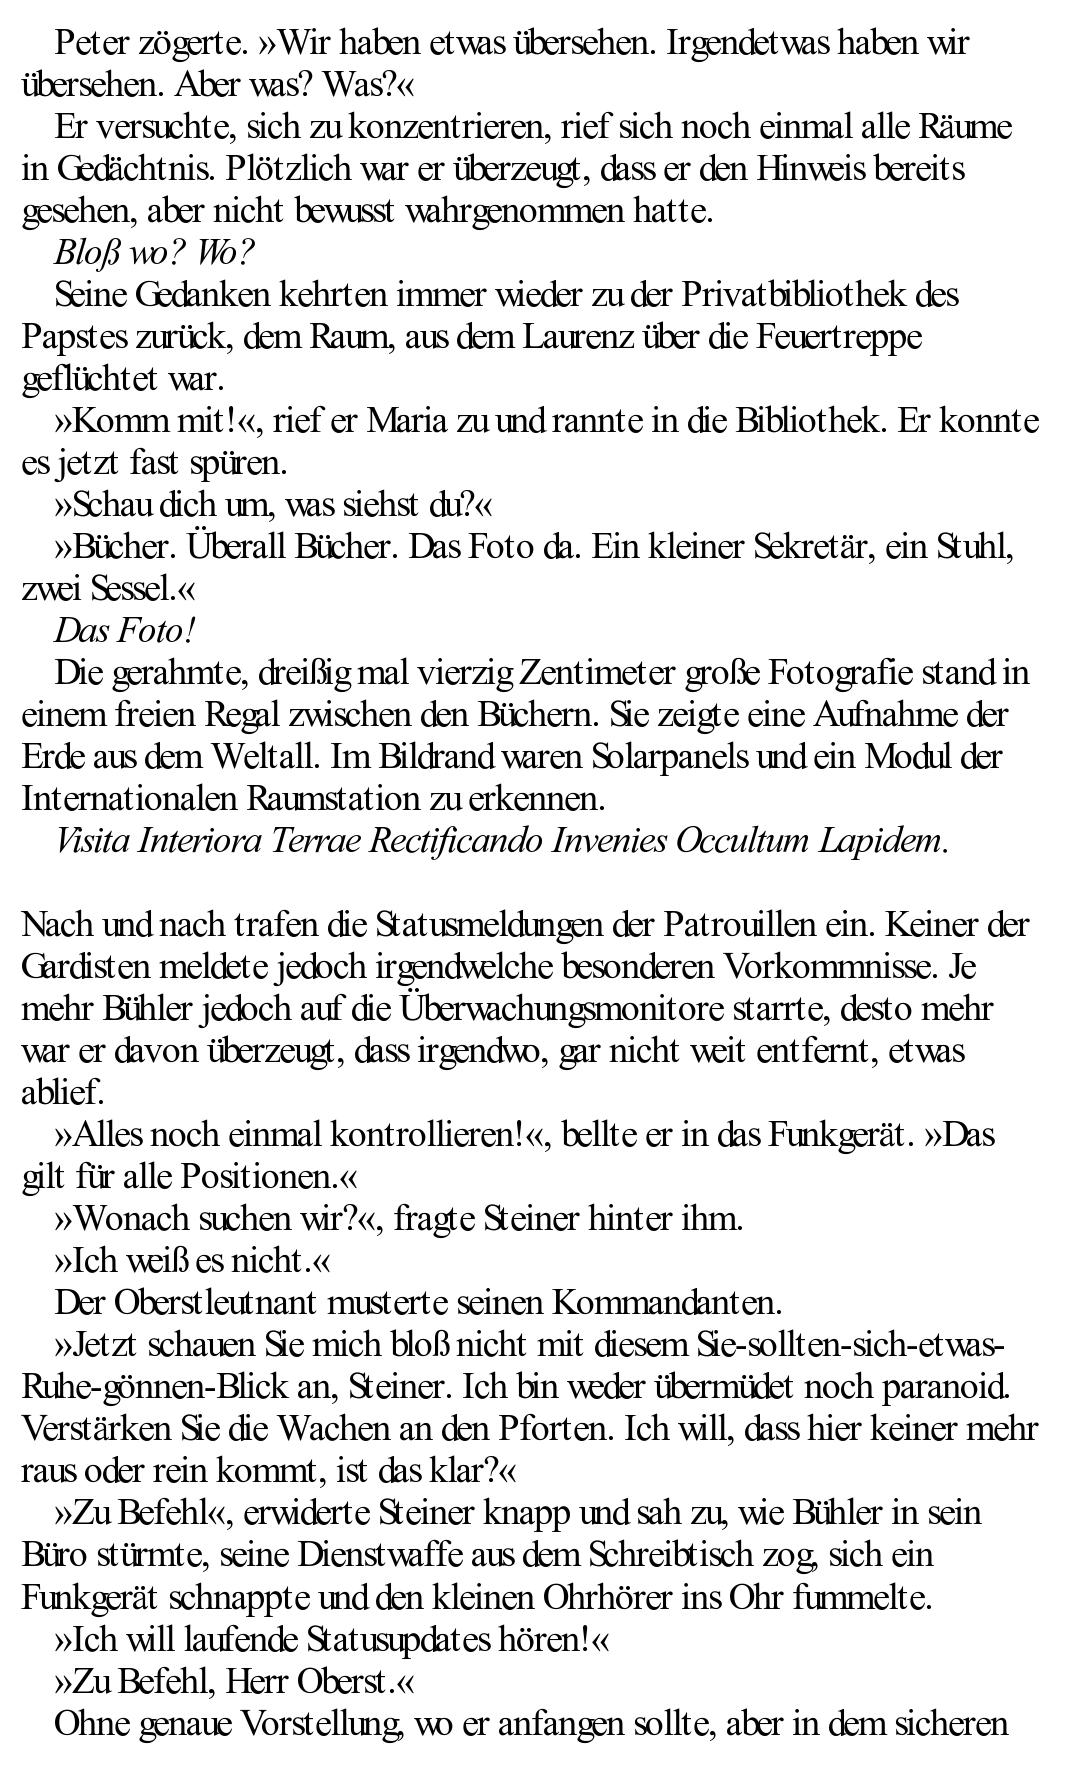 Peter zögerte. »Wir haben etwas übersehen. Irgendetwas haben wir
übersehen. Aber was? Was?«
Er versuchte, sich zu konzentrieren, rief sich noch einmal alle Räume
in Gedächtnis. Plötzlich war er überzeugt, dass er den Hinweis bereits
gesehen, aber nicht bewusst wahrgenommen hatte.
Bloß wo? Wo?
Seine Gedanken kehrten immer wieder zu der Privatbibliothek des
Papstes zurück, dem Raum, aus dem Laurenz über die Feuertreppe
geflüchtet war.
»Komm mit!«, rief er Maria zu und rannte in die Bibliothek. Er konnte
es jetzt fast spüren.
»Schau dich um, was siehst du?«
»Bücher. Überall Bücher. Das Foto da. Ein kleiner Sekretär, ein Stuhl,
zwei Sessel.«
Das Foto!
Die gerahmte, dreißig mal vierzig Zentimeter große Fotografie stand in
einem freien Regal zwischen den Büchern. Sie zeigte eine Aufnahme der
Erde aus dem Weltall. Im Bildrand waren Solarpanels und ein Modul der
Internationalen Raumstation zu erkennen.
Visita Interiora Terrae Rectificando Invenies Occultum Lapidem.
Nach und nach trafen die Statusmeldungen der Patrouillen ein. Keiner der
Gardisten meldete jedoch irgendwelche besonderen Vorkommnisse. Je
mehr Bühler jedoch auf die Überwachungsmonitore starrte, desto mehr
war er davon überzeugt, dass irgendwo, gar nicht weit entfernt, etwas
ablief.
»Alles noch einmal kontrollieren!«, bellte er in das Funkgerät. »Das
gilt für alle Positionen.«
»Wonach suchen wir?«, fragte Steiner hinter ihm.
»Ich weiß es nicht.«
Der Oberstleutnant musterte seinen Kommandanten.
»Jetzt schauen Sie mich bloß nicht mit diesem Sie-sollten-sich-etwas-
Ruhe-gönnen-Blick an, Steiner. Ich bin weder übermüdet noch paranoid.
Verstärken Sie die Wachen an den Pforten. Ich will, dass hier keiner mehr
raus oder rein kommt, ist das klar?«
»Zu Befehl«, erwiderte Steiner knapp und sah zu, wie Bühler in sein
Büro stürmte, seine Dienstwaffe aus dem Schreibtisch zog, sich ein
Funkgerät schnappte und den kleinen Ohrhörer ins Ohr fummelte.
»Ich will laufende Statusupdates hören!«
»Zu Befehl, Herr Oberst.«
Ohne genaue Vorstellung, wo er anfangen sollte, aber in dem sicheren